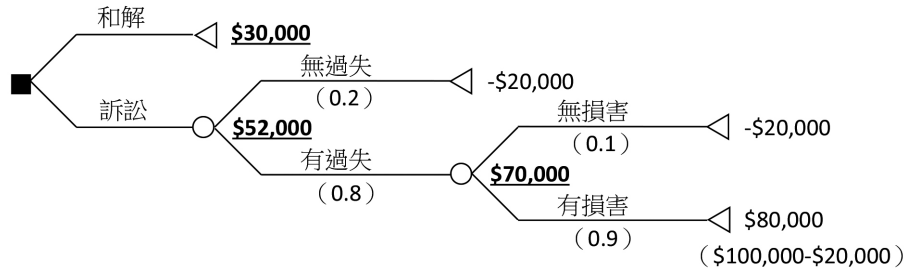 和解
$30,000
無過失
（0.2）
-$20,000
訴訟
$52,000
無損害
（0.1）
-$20,000
有過失
（0.8）
$70,000
有損害
（0.9）
$80,000
（$100,000-$20,000）